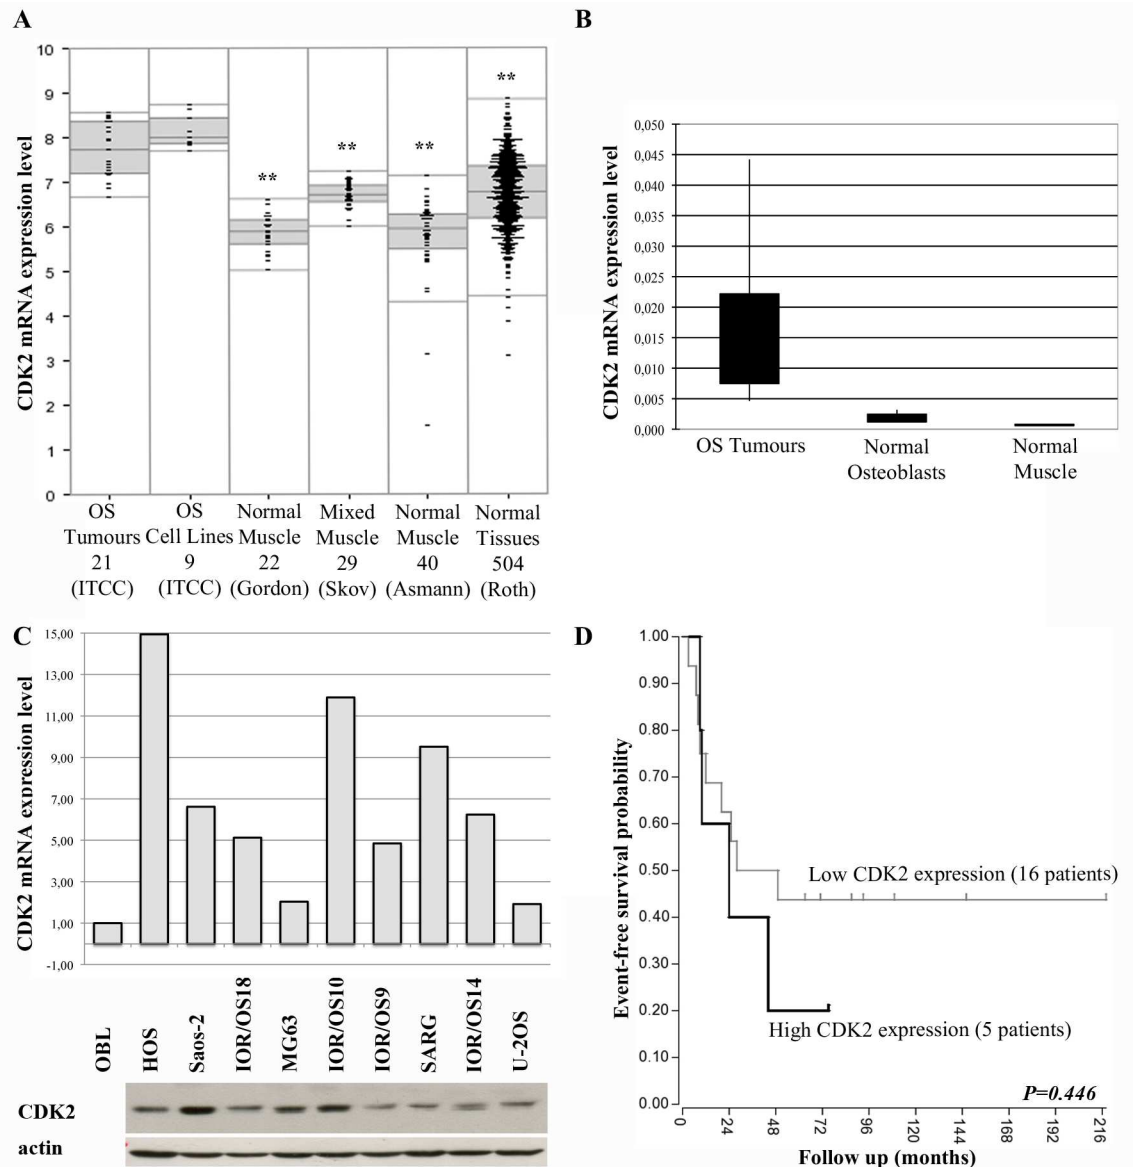 A
CDK2 mRNA expression level
10
9
8
7
6
5
4
3
2
1
0
**
**
**
**
OS
Tumours
21
(ITCC)
OS
Cell Lines
9
(ITCC)
Normal
Muscle
22
(Gordon)
Mixed
Muscle
29
(Skov)
Normal
Muscle
40
(Asmann)
Normal
Tissues
504
(Roth)
B
CDK2 mRNA expression level
0,050
0,045
0,040
0,035
0,030
0,025
0,020
0,015
0,010
0,005
0,000
OS Tumours
Normal
Osteoblasts
Normal
Muscle
C
CDK2 mRNA expression level
15,00
13,00
11,00
9,00
7,00
5,00
3,00
1,00
-1,00
OBL
HOS
Saos-2
IOR/OS18
MG63
IOR/OS10
IOR/OS9
SARG
IOR/OS14
U-2OS
CDK2
actin
D
Event-free survival probability
1.00
0.90
0.80
0.70
0.60
0.50
0.40
0.30
0.20
0.10
0.00
Low CDK2 expression (16 patients)
High CDK2 expression (5 patients)
P=0.446
0
24
48
72
96
120
144
168
192
216
Follow up (months)